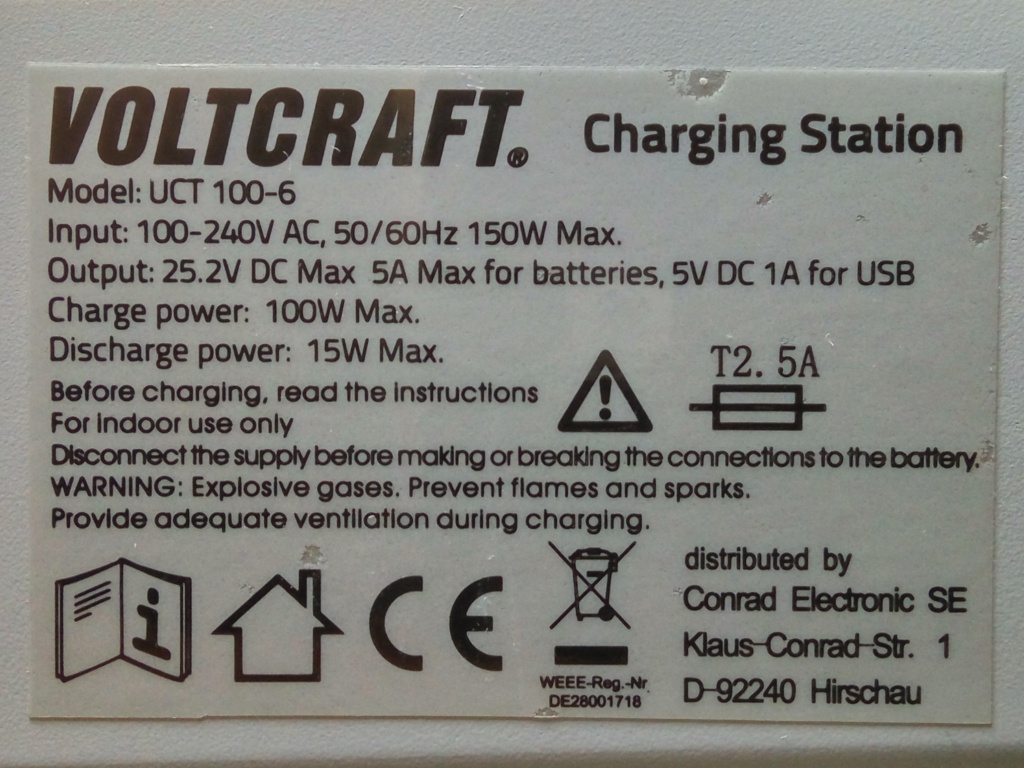 VOLTCRAFT® Charging Station
Model: UCT 100-6
Input: 100-240V AC, 50/60Hz 150W Max.
Output: 25.2V DC Max 5A Max for batteries, 5V DC 1A for USB
Charge power: 100W Max.
Discharge power: 15W Max.
T2.5A
Before charging, read the instructions
For indoor use only
Disconnect the supply before making or breaking the connections to the battery.
WARNING: Explosive gases. Prevent flames and sparks.
Provide adequate ventilation during charging.
i
CE
WEEE-Reg.-Nr.
DE28001718
distributed by
Conrad Electronic SE
Klaus-Conrad-Str. 1
D-92240 Hirschau